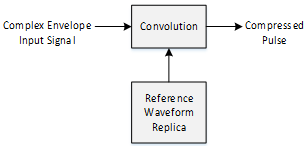 Complex Envelope
Input Signal
Convolution
Compressed
Pulse
Reference
Waveform
Replica